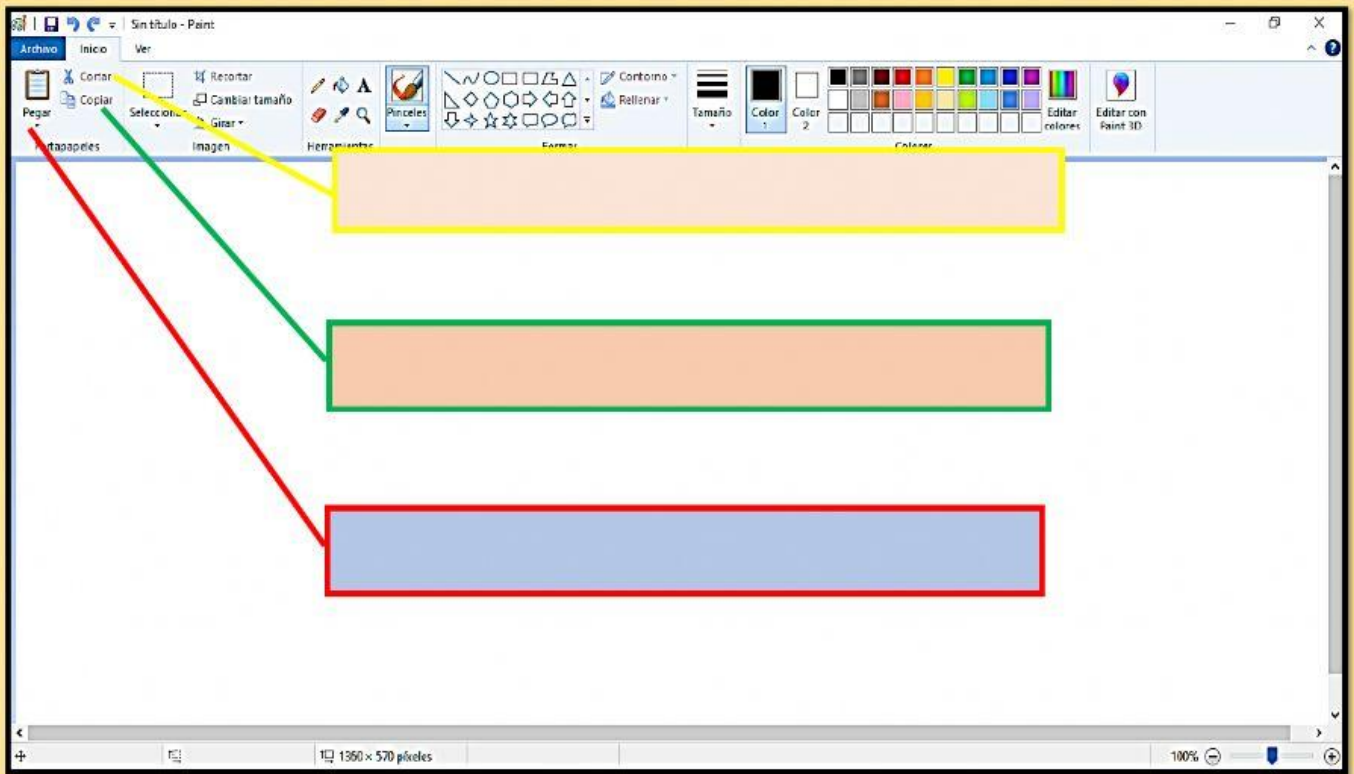 Sin título - Paint
Archivo Inicio Ver
Pegar
Cortar
Copiar
Portapapeles
Seleccionar
Recortar
Cambiar tamaño
Girar
Imagen
A
Herramientas
Pinceles
Contorno
Rellenar
Formas
Tamaño
Color 1
Color 2
Editar colores
Colores
Editar con Paint 3D
1360 × 570 píxeles
100%